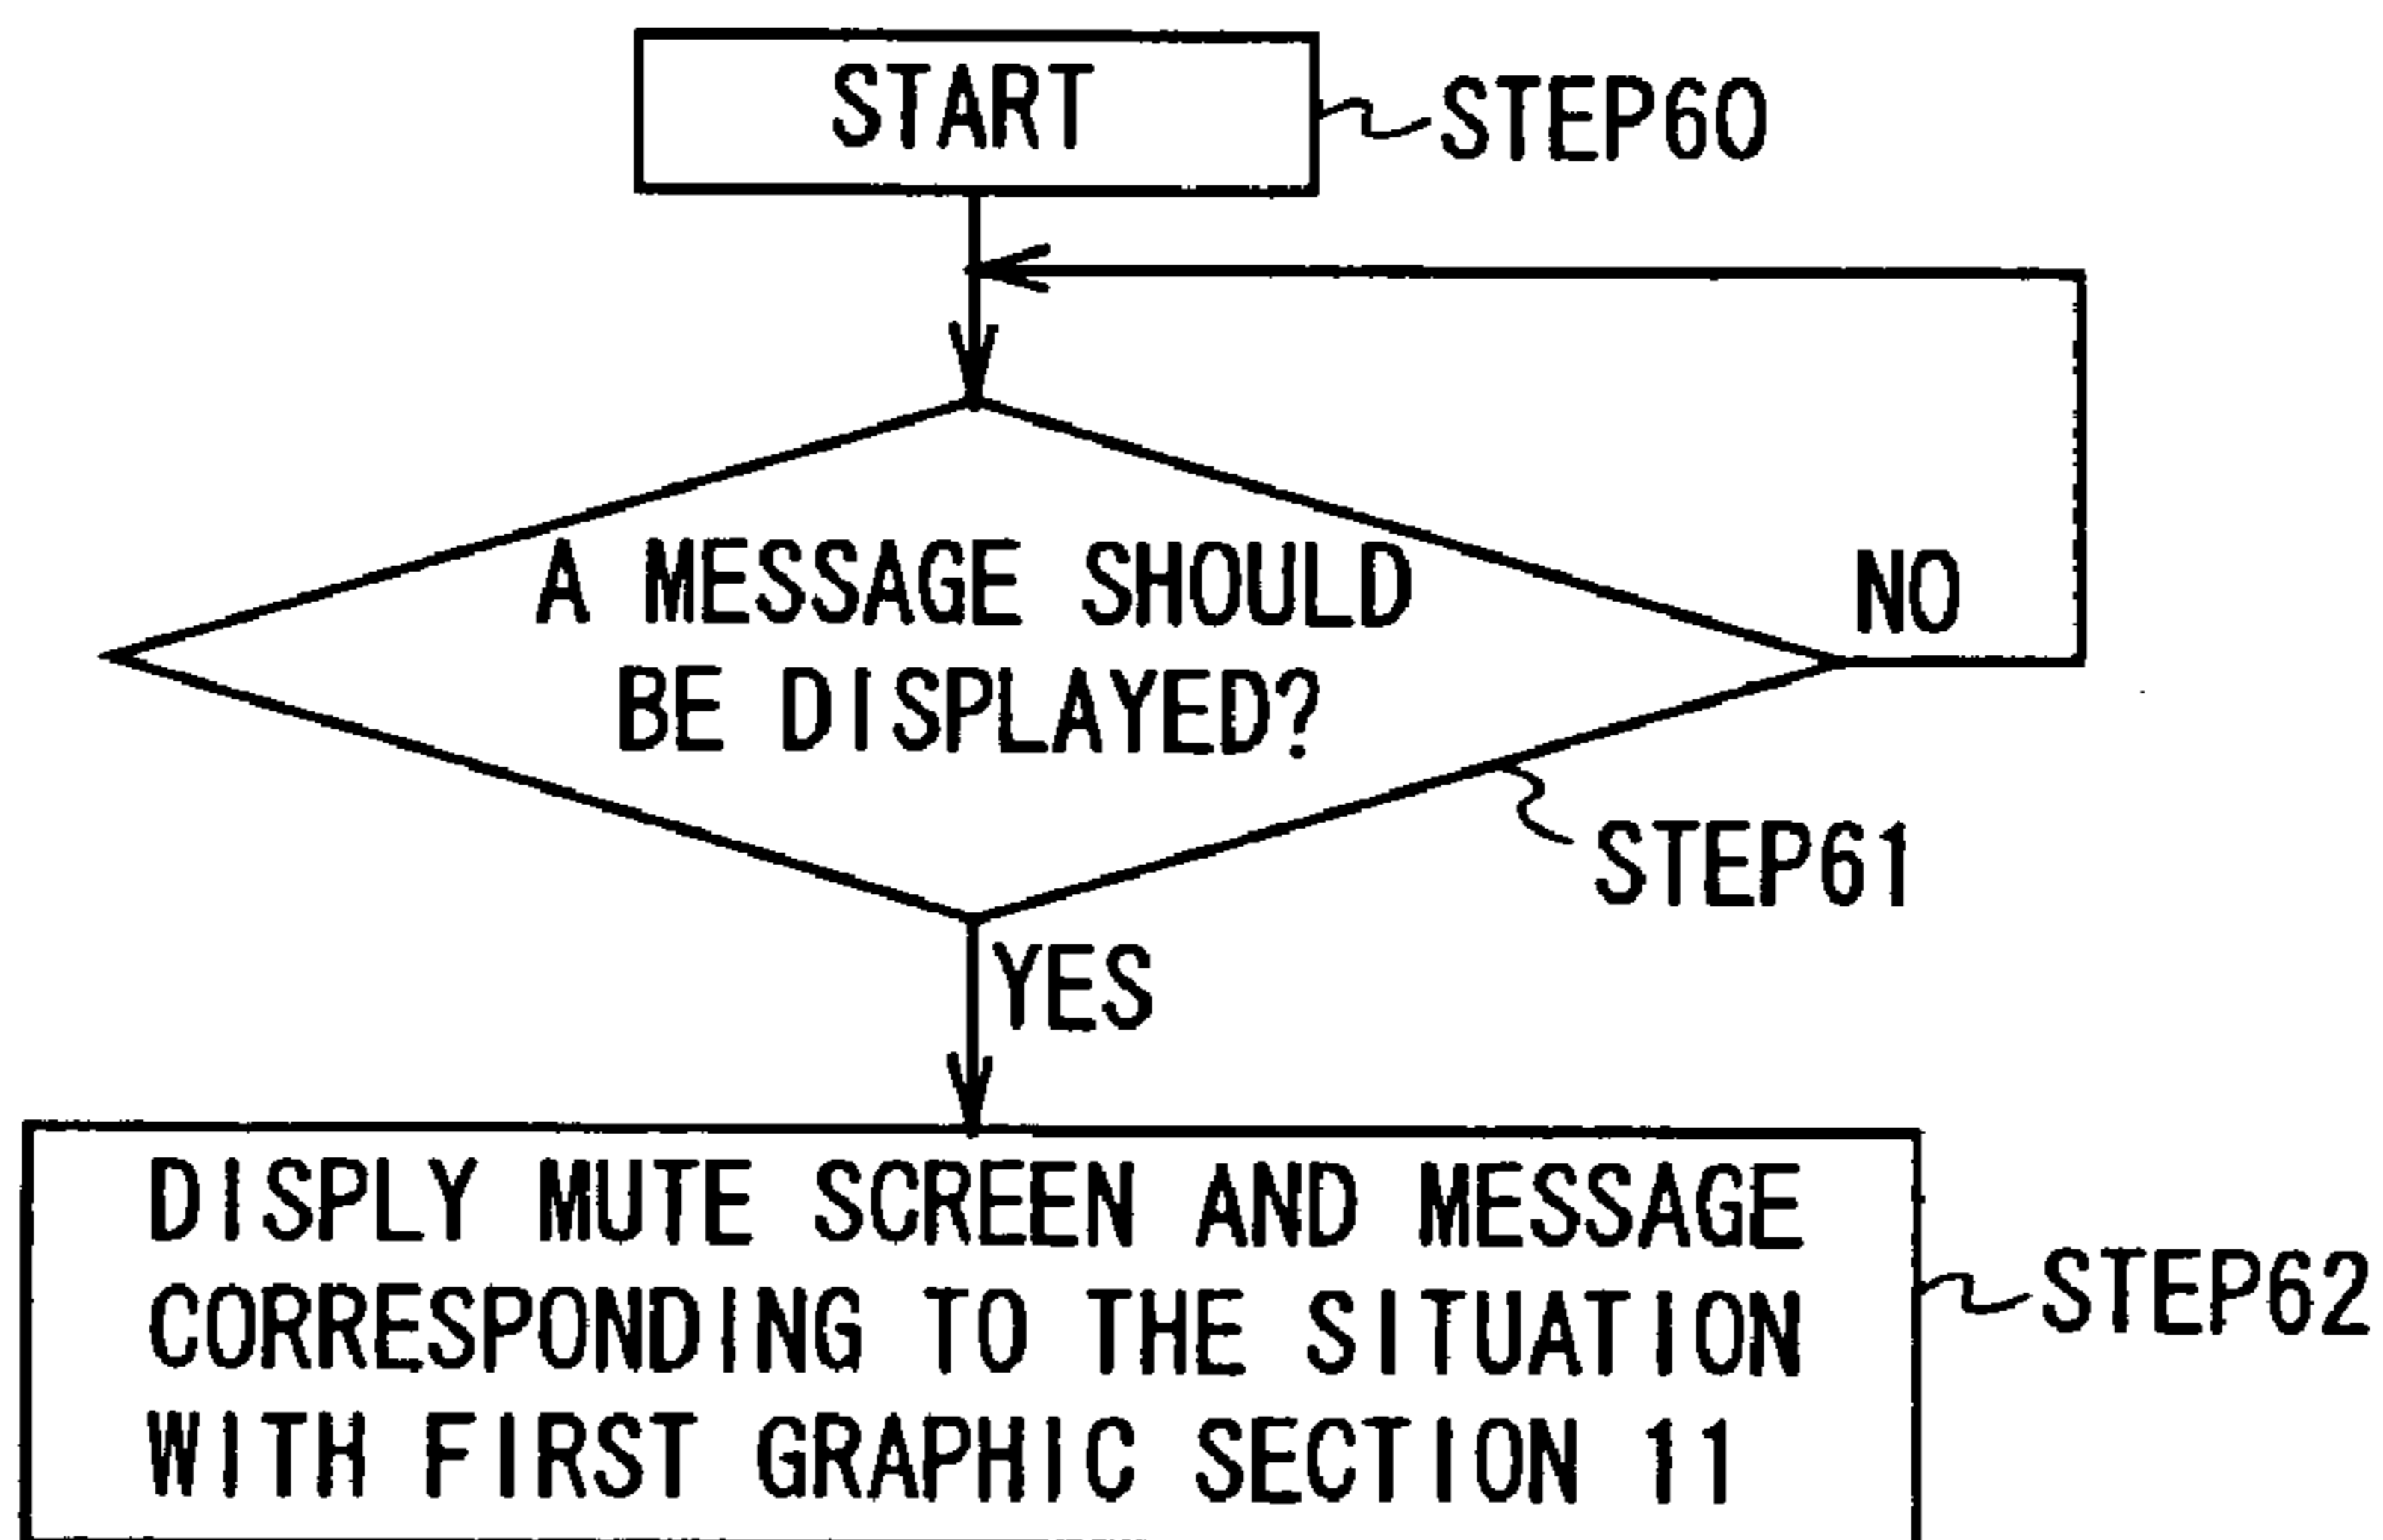 START
STEP60
A MESSAGE SHOULD
BE DISPLAYED?
NO
STEP61
YES
DISPLY MUTE SCREEN AND MESSAGE
CORRESPONDING TO THE SITUATION
WITH FIRST GRAPHIC SECTION 11
STEP62